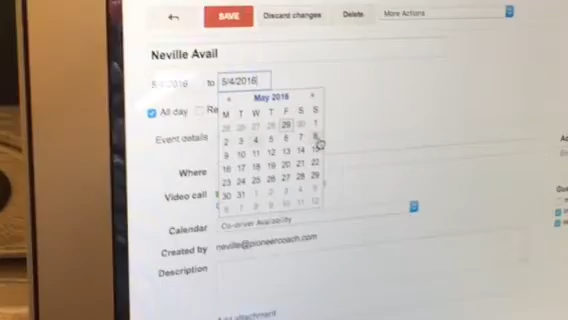 SAVE Discard changes Delete More Actions
Neville Avail
5/4/2016 to 5/4/2016
« May 2016 »
M T W T F S S
25 26 27 28 29 30 1
2 3 4 5 6 7 8
9 10 11 12 13 14 15
16 17 18 19 20 21 22
23 24 25 26 27 28 29
30 31 1 2 3 4 5
6 7 8 9 10 11 12
All day
Event details
Where
Video call
Calendar Co-driver Availability
Created by neville@pioneercoach.com
Description
Add attachment